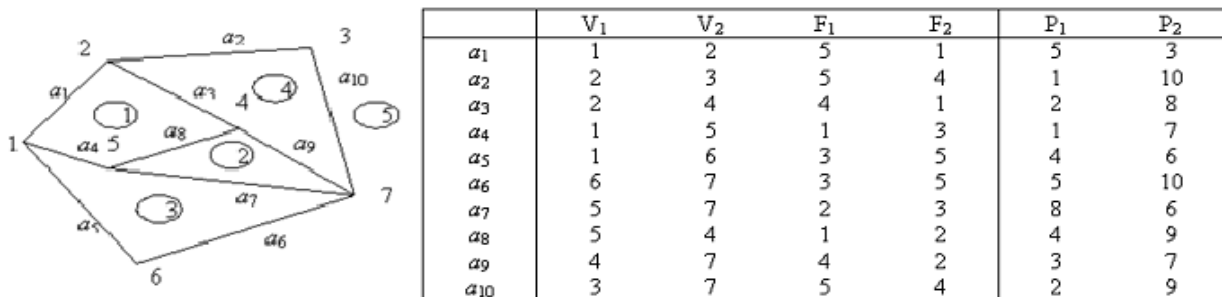 a2 3
2
a10
a1 a3 4
4
1 5
a8
1 5 a9
a4 2
a7 7
3
a5 a6
6
V1 V2 F1 F2 P1 P2
a1 1 2 5 1 5 3
a2 2 3 5 4 1 10
a3 2 4 4 1 2 8
a4 1 5 1 3 1 7
a5 1 6 3 5 4 6
a6 6 7 3 5 5 10
a7 5 7 2 3 8 6
a8 5 4 1 2 4 9
a9 4 7 4 2 3 7
a10 3 7 5 4 2 9